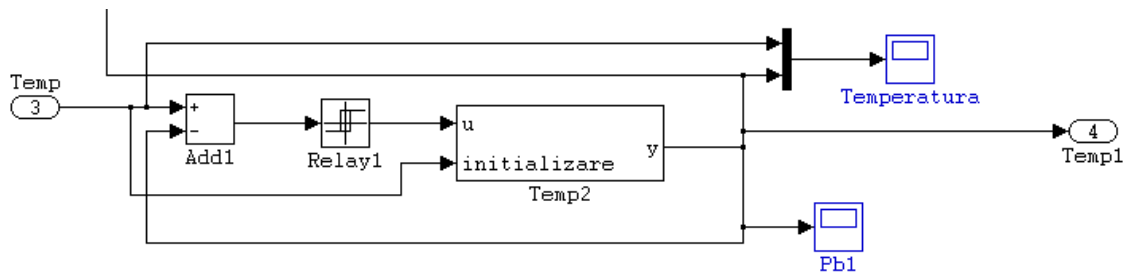 Temp
3
+
−
Add1
Relay1
u
initializare
y
Temp2
Temperatura
4
Temp1
Pb1